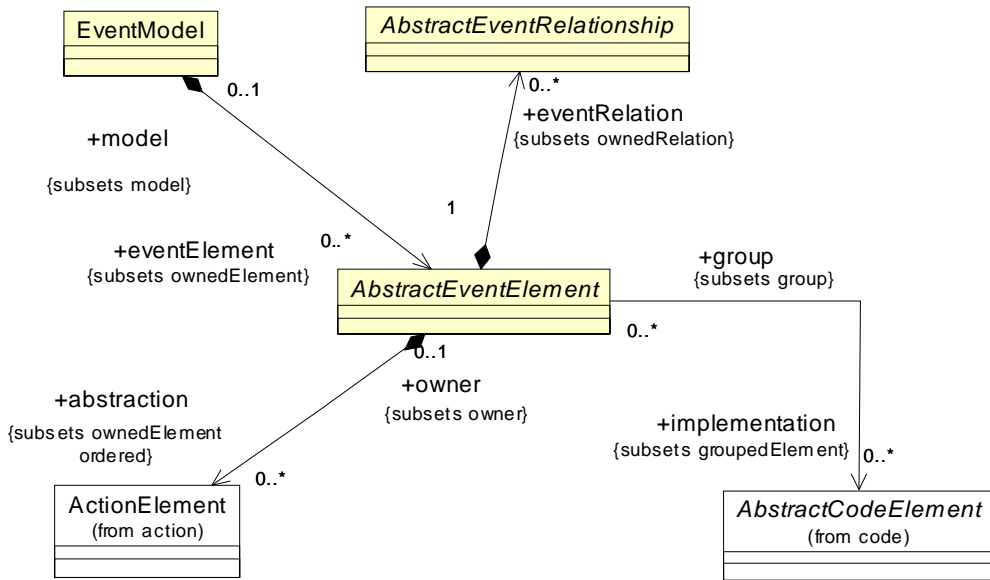 EventModel
AbstractEventRelationship
0..1
0..*
+eventRelation
{subsets ownedRelation}
+model
{subsets model}
1
+eventElement
{subsets ownedElement}
0..*
+group
{subsets group}
AbstractEventElement
0..*
0..1
+owner
{subsets owner}
+abstraction
{subsets ownedElement
ordered}
+implementation
{subsets groupedElement}
0..*
0..*
ActionElement
(from action)
AbstractCodeElement
(from code)